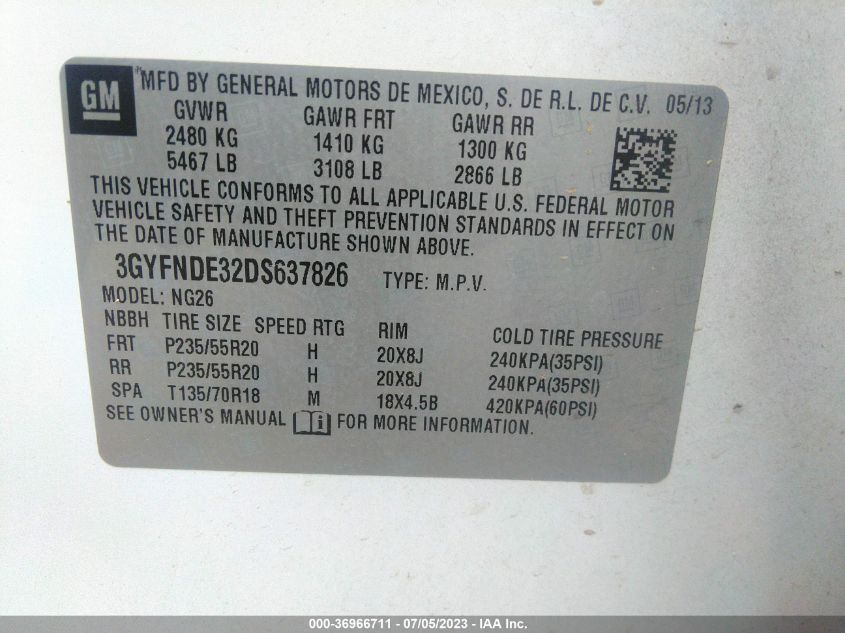 GM
MFD BY GENERAL MOTORS DE MEXICO, S. DE R.L. DE C.V. 05/13
GVWR GAWR FRT GAWR RR
2480 KG 1410 KG 1300 KG
5467 LB 3108 LB 2866 LB
THIS VEHICLE CONFORMS TO ALL APPLICABLE U.S. FEDERAL MOTOR
VEHICLE SAFETY AND THEFT PREVENTION STANDARDS IN EFFECT ON
THE DATE OF MANUFACTURE SHOWN ABOVE.
3GYFNDE32DS637826 TYPE: M.P.V.
MODEL: NG26
NBBH TIRE SIZE SPEED RTG RIM COLD TIRE PRESSURE
FRT P235/55R20 H 20X8J 240KPA(35PSI)
RR P235/55R20 H 20X8J 240KPA(35PSI)
SPA T135/70R18 M 18X4.5B 420KPA(60PSI)
SEE OWNER'S MANUAL i FOR MORE INFORMATION.
000-36966711 - 07/05/2023 - IAA Inc.